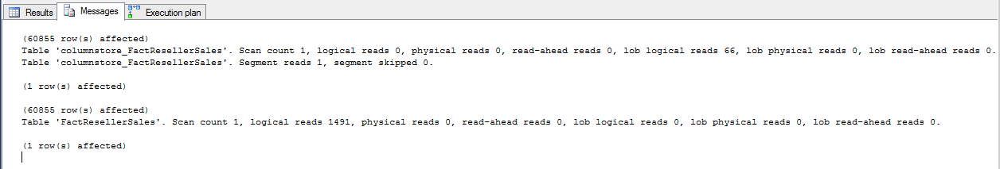 Results Messages Execution plan
(60855 row(s) affected)
Table 'columnstore_FactResellerSales'. Scan count 1, logical reads 0, physical reads 0, read-ahead reads 0, lob logical reads 66, lob physical reads 0, lob read-ahead reads 0.
Table 'columnstore_FactResellerSales'. Segment reads 1, segment skipped 0.
(1 row(s) affected)
(60855 row(s) affected)
Table 'FactResellerSales'. Scan count 1, logical reads 1491, physical reads 0, read-ahead reads 0, lob logical reads 0, lob physical reads 0, lob read-ahead reads 0.
(1 row(s) affected)